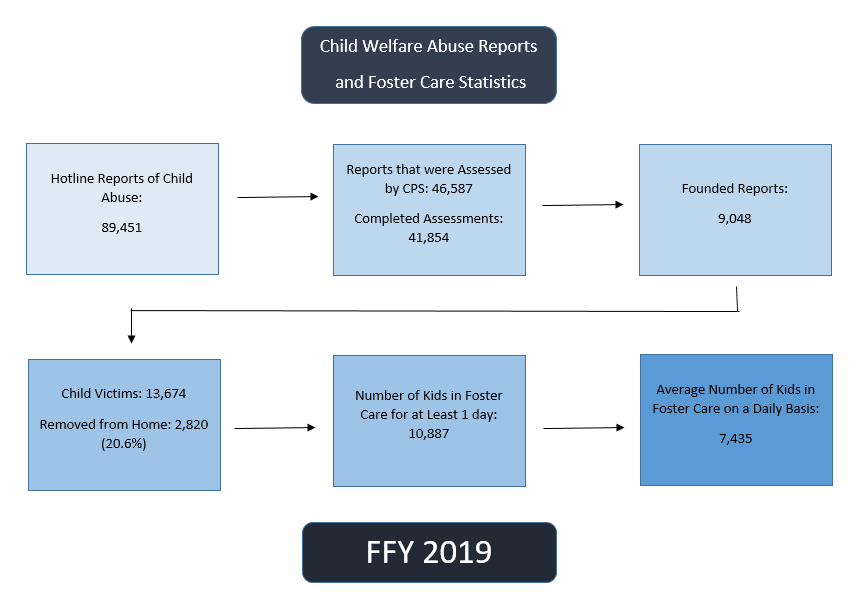 Child Welfare Abuse Reports
and Foster Care Statistics
Hotline Reports of Child
Abuse:
89,451
Reports that were Assessed
by CPS: 46,587
Completed Assessments:
41,854
Founded Reports:
9,048
Child Victims: 13,674
Removed from Home: 2,820
(20.6%)
Number of Kids in Foster
Care for at Least 1 day:
10,887
Average Number of Kids in
Foster Care on a Daily Basis:
7,435
FFY 2019